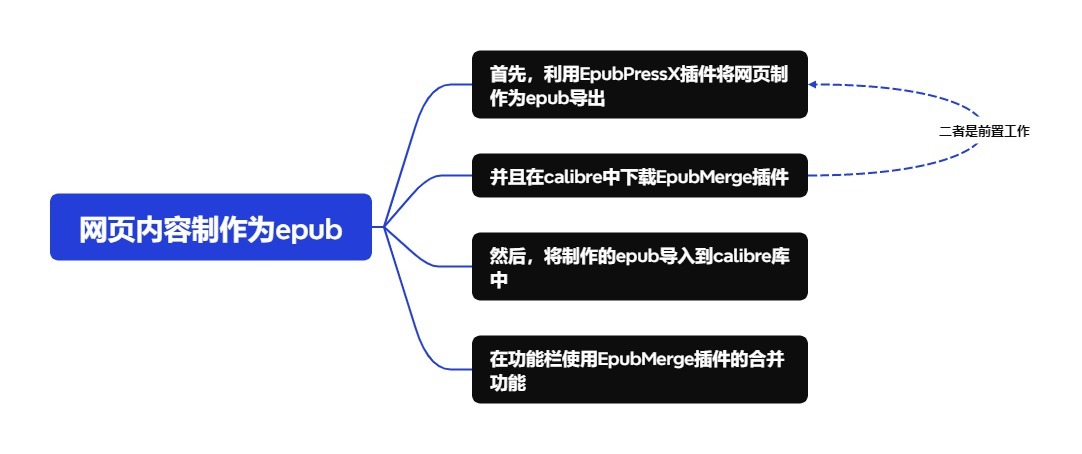 首先，利用EpubPressX插件将网页制
作为epub导出
二者是前置工作
并且在calibre中下载EpubMerge插件
网页内容制作为epub
然后，将制作的epub导入到calibre库
中
在功能栏使用EpubMerge插件的合并
功能